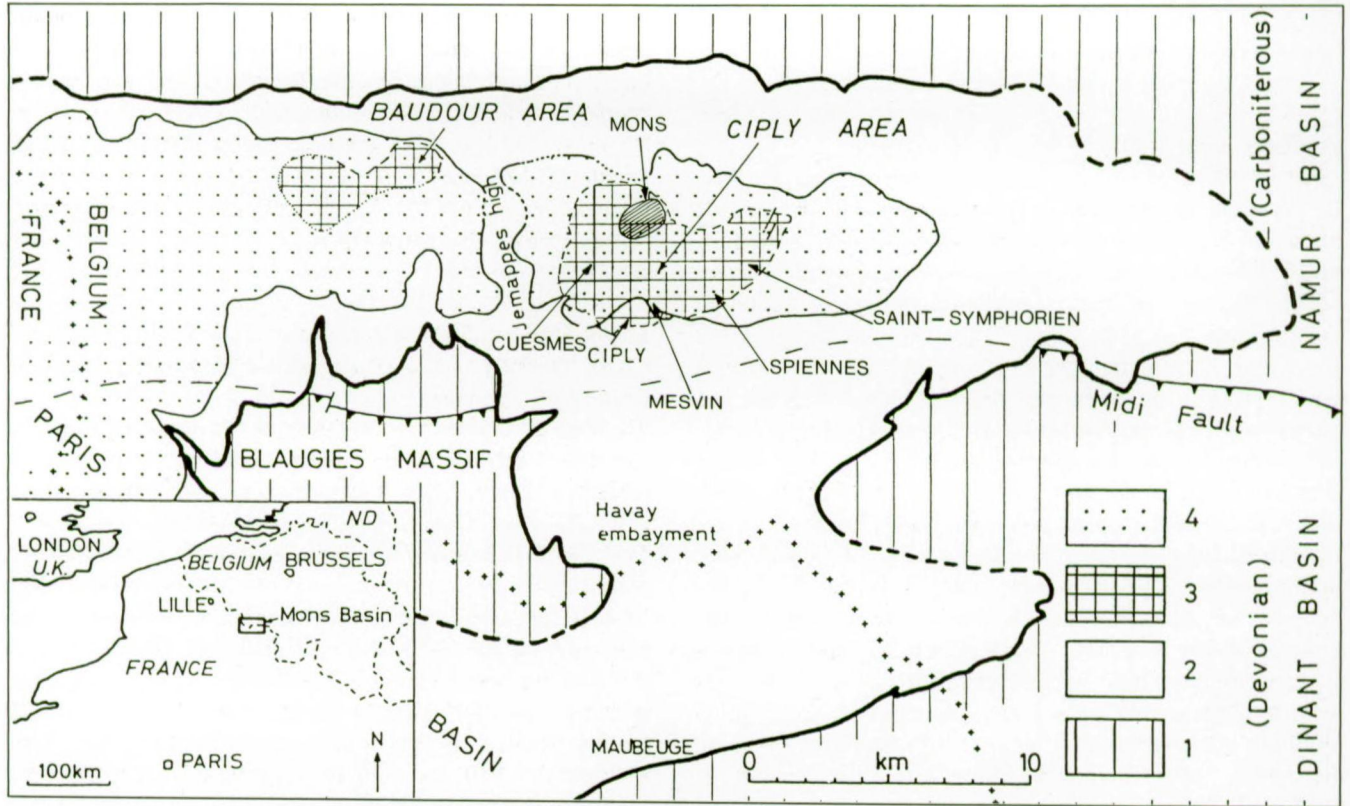 BAUDOUR AREA
MONS
CIPLY AREA
(Carboniferous)
NAMUR BASIN
FRANCE
BELGIUM
Jemappes high
CUESMES
CIPLY
MESVIN
SPIENNES
SAINT-SYMPHORIEN
Midi Fault
PARIS
BASIN
BLAUGIES MASSIF
Havay
embayment
4
3
2
1
(Devonian)
DINANT BASIN
LONDON
U.K.
ND
BELGIUM
BRUSSELS
LILLE
Mons Basin
FRANCE
PARIS
100km
N
MAUBEUGE
0 km 10